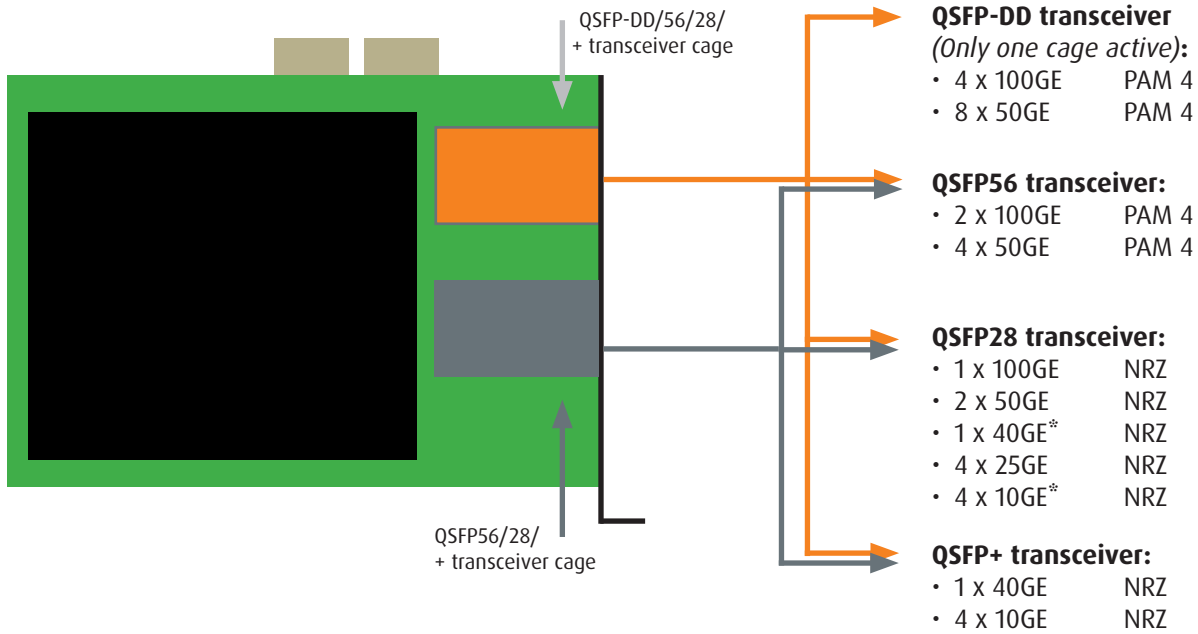 QSFP-DD/56/28/
+ transceiver cage
QSFP56/28/
+ transceiver cage
QSFP-DD transceiver
(Only one cage active):
• 4 x 100GE PAM 4
• 8 x 50GE PAM 4
QSFP56 transceiver:
• 2 x 100GE PAM 4
• 4 x 50GE PAM 4
QSFP28 transceiver:
• 1 x 100GE NRZ
• 2 x 50GE NRZ
• 1 x 40GE* NRZ
• 4 x 25GE NRZ
• 4 x 10GE* NRZ
QSFP+ transceiver:
• 1 x 40GE NRZ
• 4 x 10GE NRZ